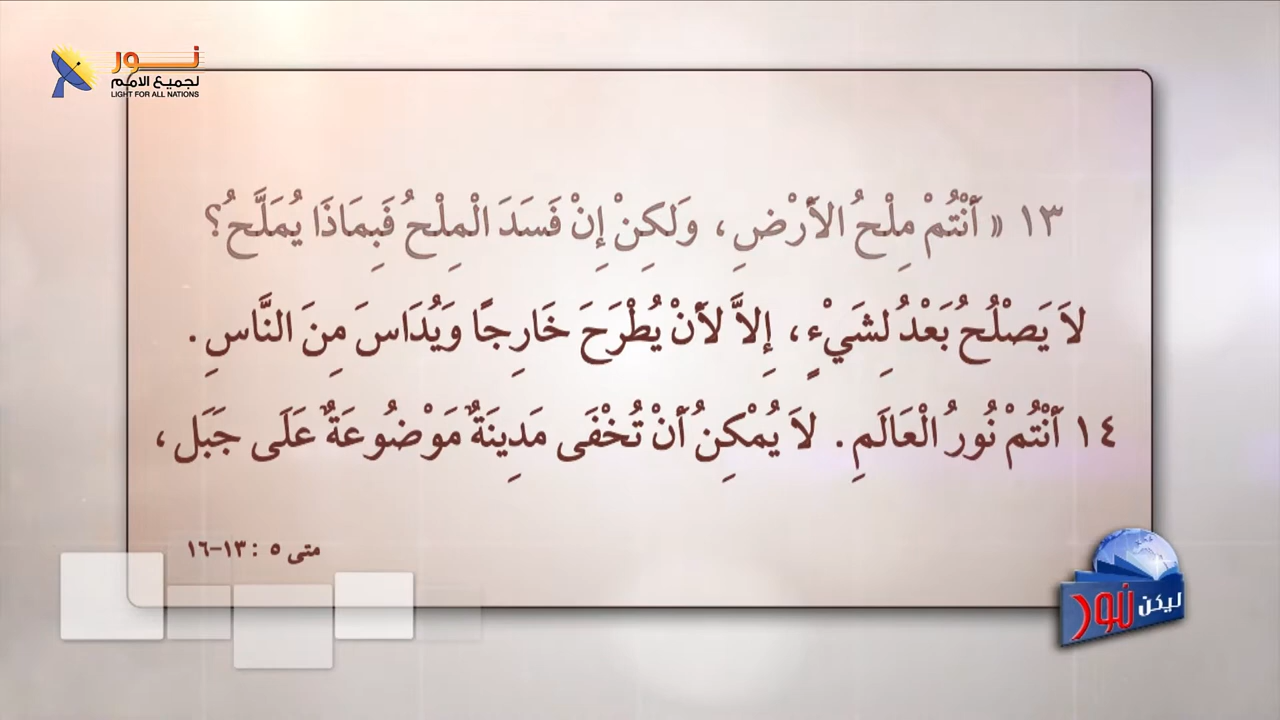 نور
لجميع الامم
LIGHT FOR ALL NATIONS
١٣ «أَنْتُمْ مِلْحُ الأَرْضِ، وَلكِنْ إِنْ فَسَدَ الْمِلْحُ فَبِمَاذَا يُمَلَّحُ؟
لاَ يَصْلُحُ بَعْدُ لِشَيْءٍ، إِلاَّ لأَنْ يُطْرَحَ خَارِجًا وَيُدَاسَ مِنَ النَّاسِ.
١٤ أَنْتُمْ نُورُ الْعَالَمِ. لاَ يُمْكِنُ أَنْ تُخْفَى مَدِينَةٌ مَوْضُوعَةٌ عَلَى جَبَل،
متى ٥ : ١٣-١٦
ليكن نور